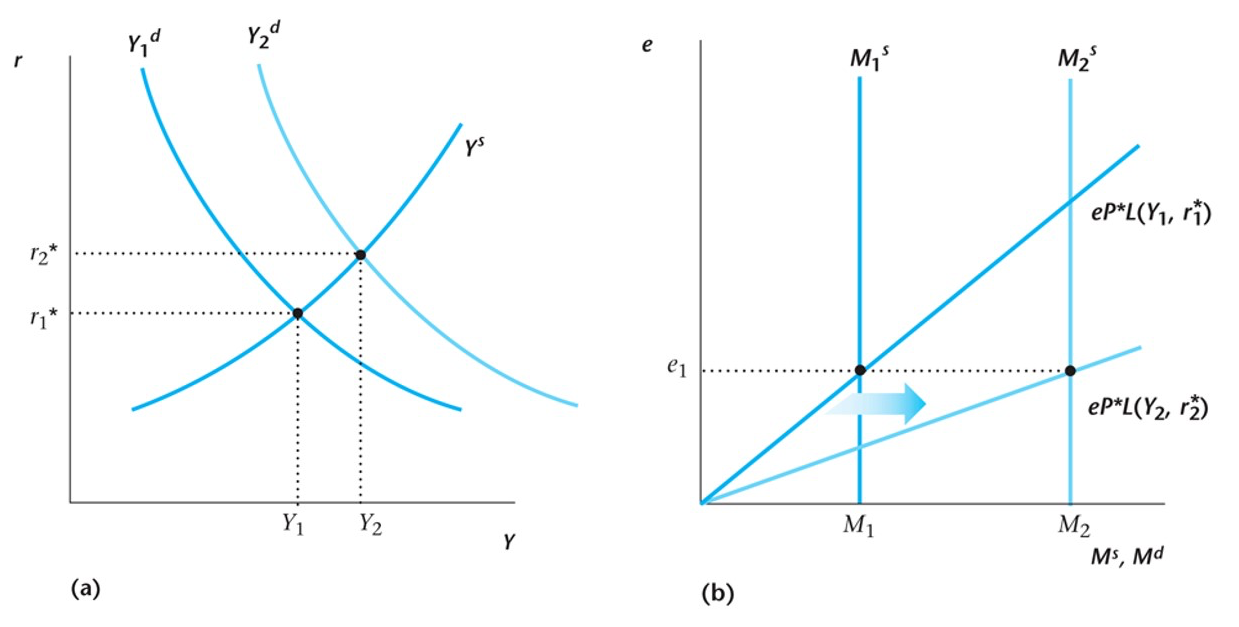 r
Y₁ᵈ
Y₂ᵈ
Yˢ
r₂*
r₁*
Y₁
Y₂
Y
(a)
e
M₁ˢ
M₂ˢ
eP*L(Y₁, r₁*)
e₁
eP*L(Y₂, r₂*)
M₁
M₂
Mˢ, Mᵈ
(b)